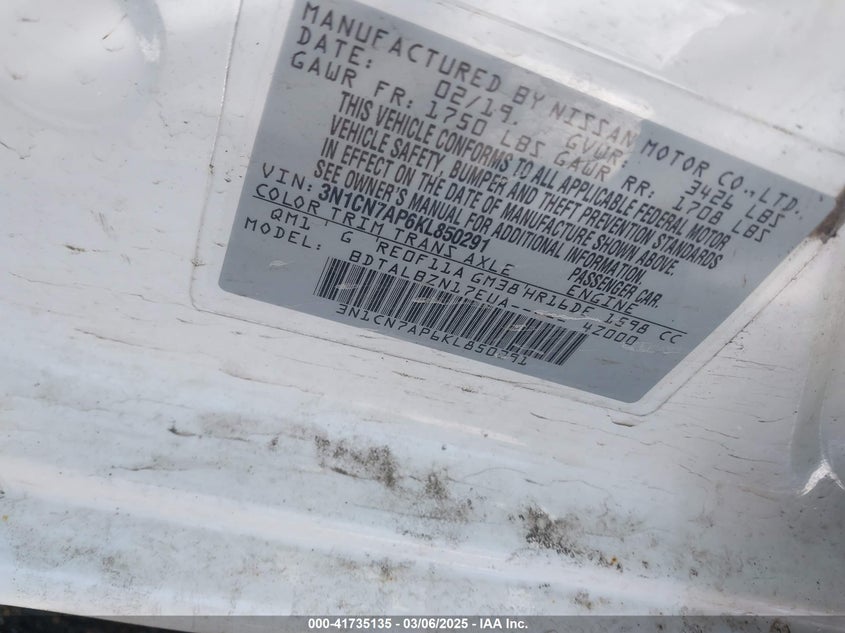 MANUFACTURED BY NISSAN MOTOR CO., LTD.
DATE: 02/19. GVWR: 3426 LBS
GAWR FR: 1750 LBS GAWR RR: 1708 LBS
THIS VEHICLE CONFORMS TO ALL APPLICABLE FEDERAL MOTOR
VEHICLE SAFETY, BUMPER AND THEFT PREVENTION STANDARDS
IN EFFECT ON THE DATE OF MANUFACTURE SHOWN ABOVE.
SEE OWNER'S MANUAL FOR ADDITIONAL INFORMATION
VIN: 3N1CN7AP6KL850291 PASSENGER CAR.
COLOR TRIM TRANS AXLE ENGINE
QM1 G RE0F11A GM38 HR16DE 1598 CC
MODEL: BDTALBZN17EUA----- 42000
3N1CN7AP6KL850291
000-41735135 - 03/06/2025 - IAA Inc.